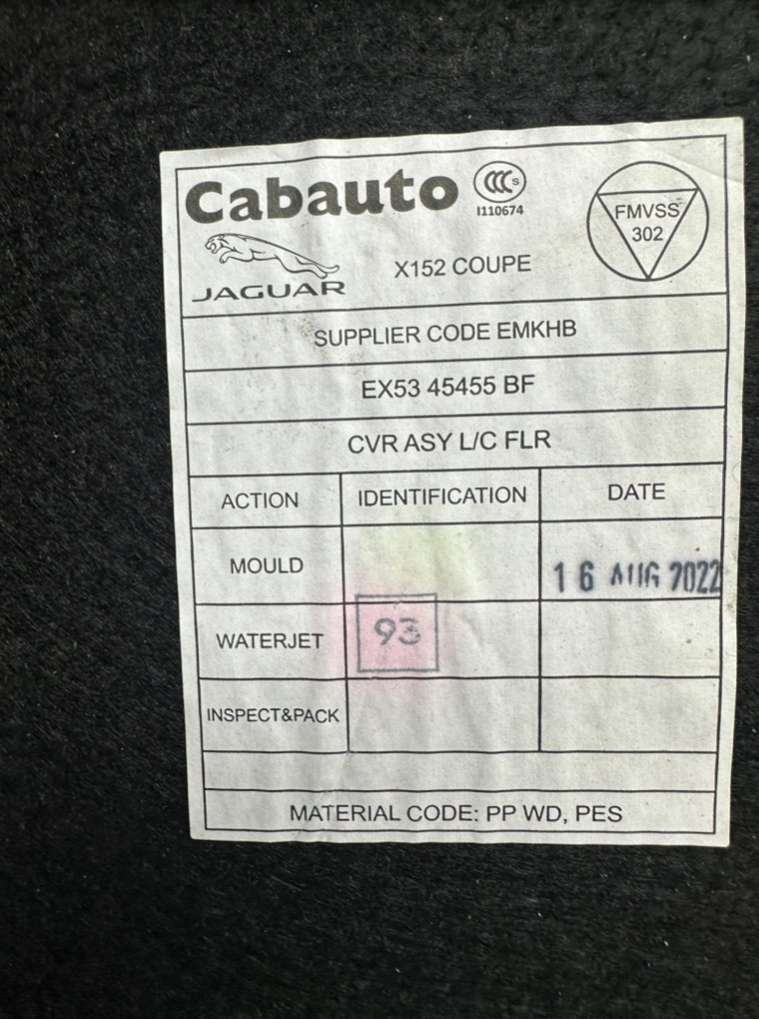 Cabauto
CCC S
I110674
FMVSS
302
JAGUAR
X152 COUPE
SUPPLIER CODE EMKHB
EX53 45455 BF
CVR ASY L/C FLR
ACTION IDENTIFICATION DATE
MOULD 16 AUG 2022
WATERJET 93
INSPECT&PACK
MATERIAL CODE: PP WD, PES